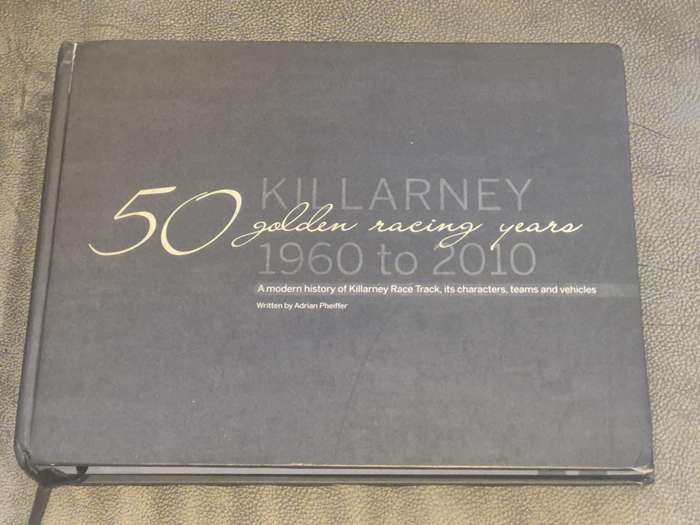 KILLARNEY
50 golden racing years
1960 to 2010
A modern history of Killarney Race Track, its characters, teams and vehicles
Written by Adrian Pheiffer